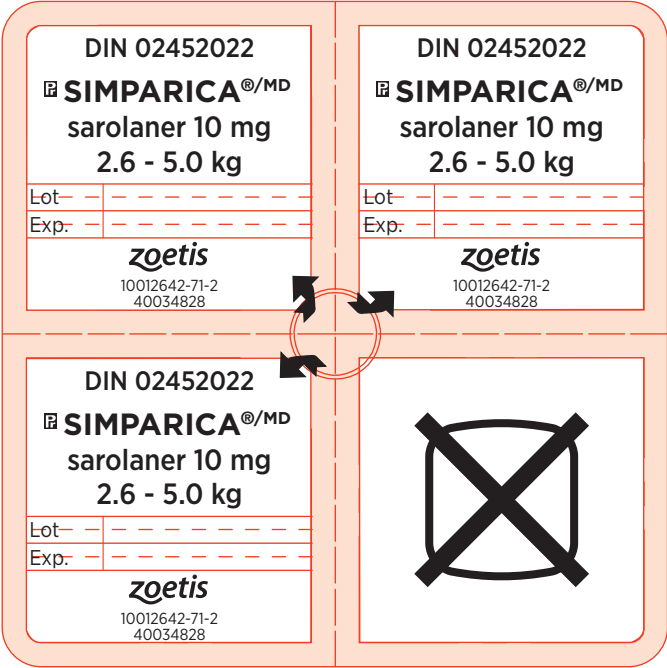 DIN 02452022
Pr SIMPARICA®/MD
sarolaner 10 mg
2.6 - 5.0 kg
Lot
Exp.
zoetis
10012642-71-2
40034828
DIN 02452022
Pr SIMPARICA®/MD
sarolaner 10 mg
2.6 - 5.0 kg
Lot
Exp.
zoetis
10012642-71-2
40034828
DIN 02452022
Pr SIMPARICA®/MD
sarolaner 10 mg
2.6 - 5.0 kg
Lot
Exp.
zoetis
10012642-71-2
40034828